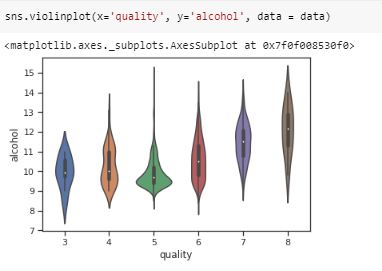 sns.violinplot(x='quality', y='alcohol', data = data)
<matplotlib.axes._subplots.AxesSubplot at 0x7f0f008530f0>
15
14
13
12
11
10
9
8
7
alcohol
3 4 5 6 7 8
quality